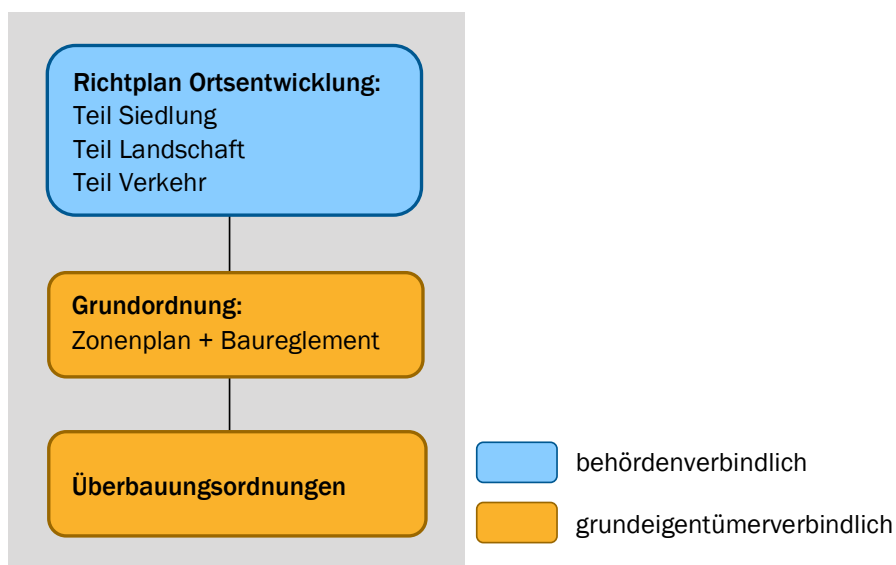 Richtplan Ortsentwicklung:
Teil Siedlung
Teil Landschaft
Teil Verkehr
Grundordnung:
Zonenplan + Baureglement
Überbauungsordnungen
behördenverbindlich
grundeigentümerverbindlich